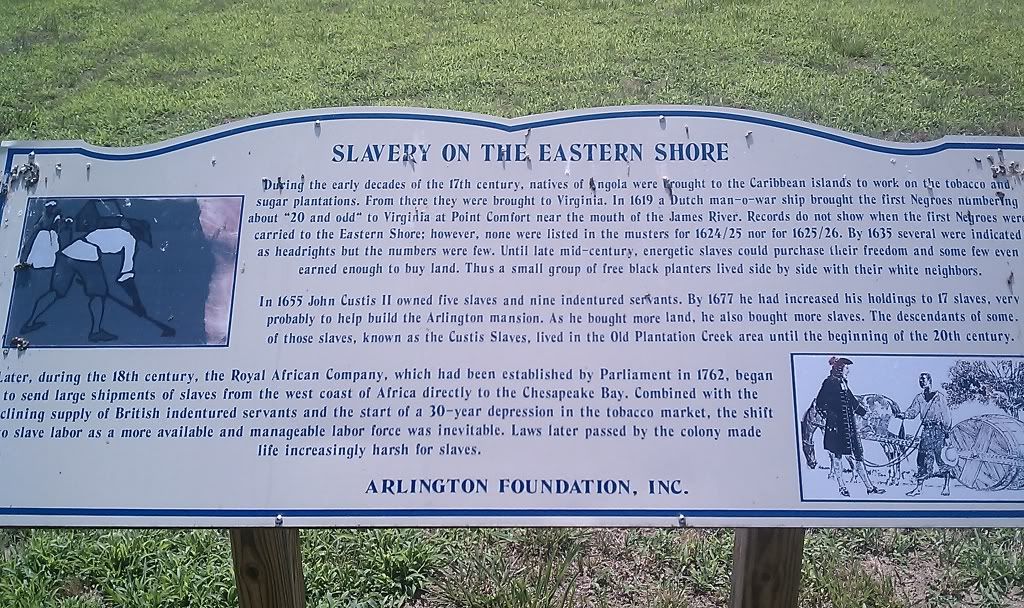 SLAVERY ON THE EASTERN SHORE
During the early decades of the 17th century, natives of Angola were brought to the Caribbean islands to work on the tobacco and
sugar plantations. From there they were brought to Virginia. In 1619 a Dutch man-o-war ship brought the first Negroes numbering
about "20 and odd" to Virginia at Point Comfort near the mouth of the James River. Records do not show when the first Negroes were
carried to the Eastern Shore; however, none were listed in the musters for 1624/25 nor for 1625/26. By 1635 several were indicated
as headrights but the numbers were few. Until late mid-century, energetic slaves could purchase their freedom and some few even
earned enough to buy land. Thus a small group of free black planters lived side by side with their white neighbors.
In 1655 John Custis II owned five slaves and nine indentured servants. By 1677 he had increased his holdings to 17 slaves, very
probably to help build the Arlington mansion. As he bought more land, he also bought more slaves. The descendants of some.
of those slaves, known as the Custis Slaves, lived in the Old Plantation Creek area until the beginning of the 20th century.
Later, during the 18th century, the Royal African Company, which had been established by Parliament in 1762, began
to send large shipments of slaves from the west coast of Africa directly to the Chesapeake Bay. Combined with the
clining supply of British indentured servants and the start of a 30-year depression in the tobacco market, the shift
to slave labor as a more available and manageable labor force was inevitable. Laws later passed by the colony made
life increasingly harsh for slaves.
ARLINGTON FOUNDATION, INC.